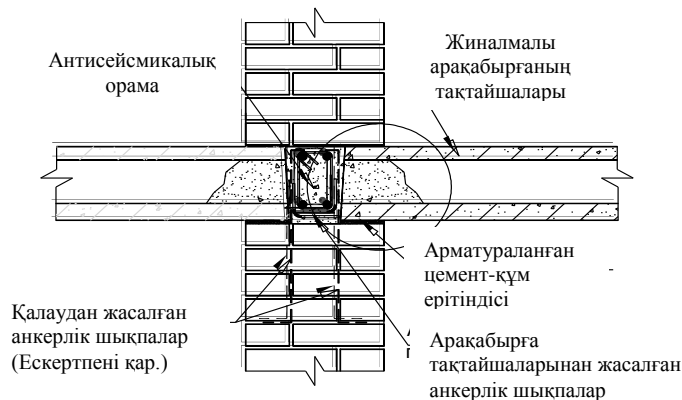 Антисейсмикалық
орама
Жиналмалы
арақабырғаның
тақтайшалары
Арматураланған
цемент-құм
ерітіндісі
Қалаудан жасалған
анкерлік шықпалар
(Ескертпені қар.)
Арақабырға
тақтайшаларынан жасалған
анкерлік шықпалар